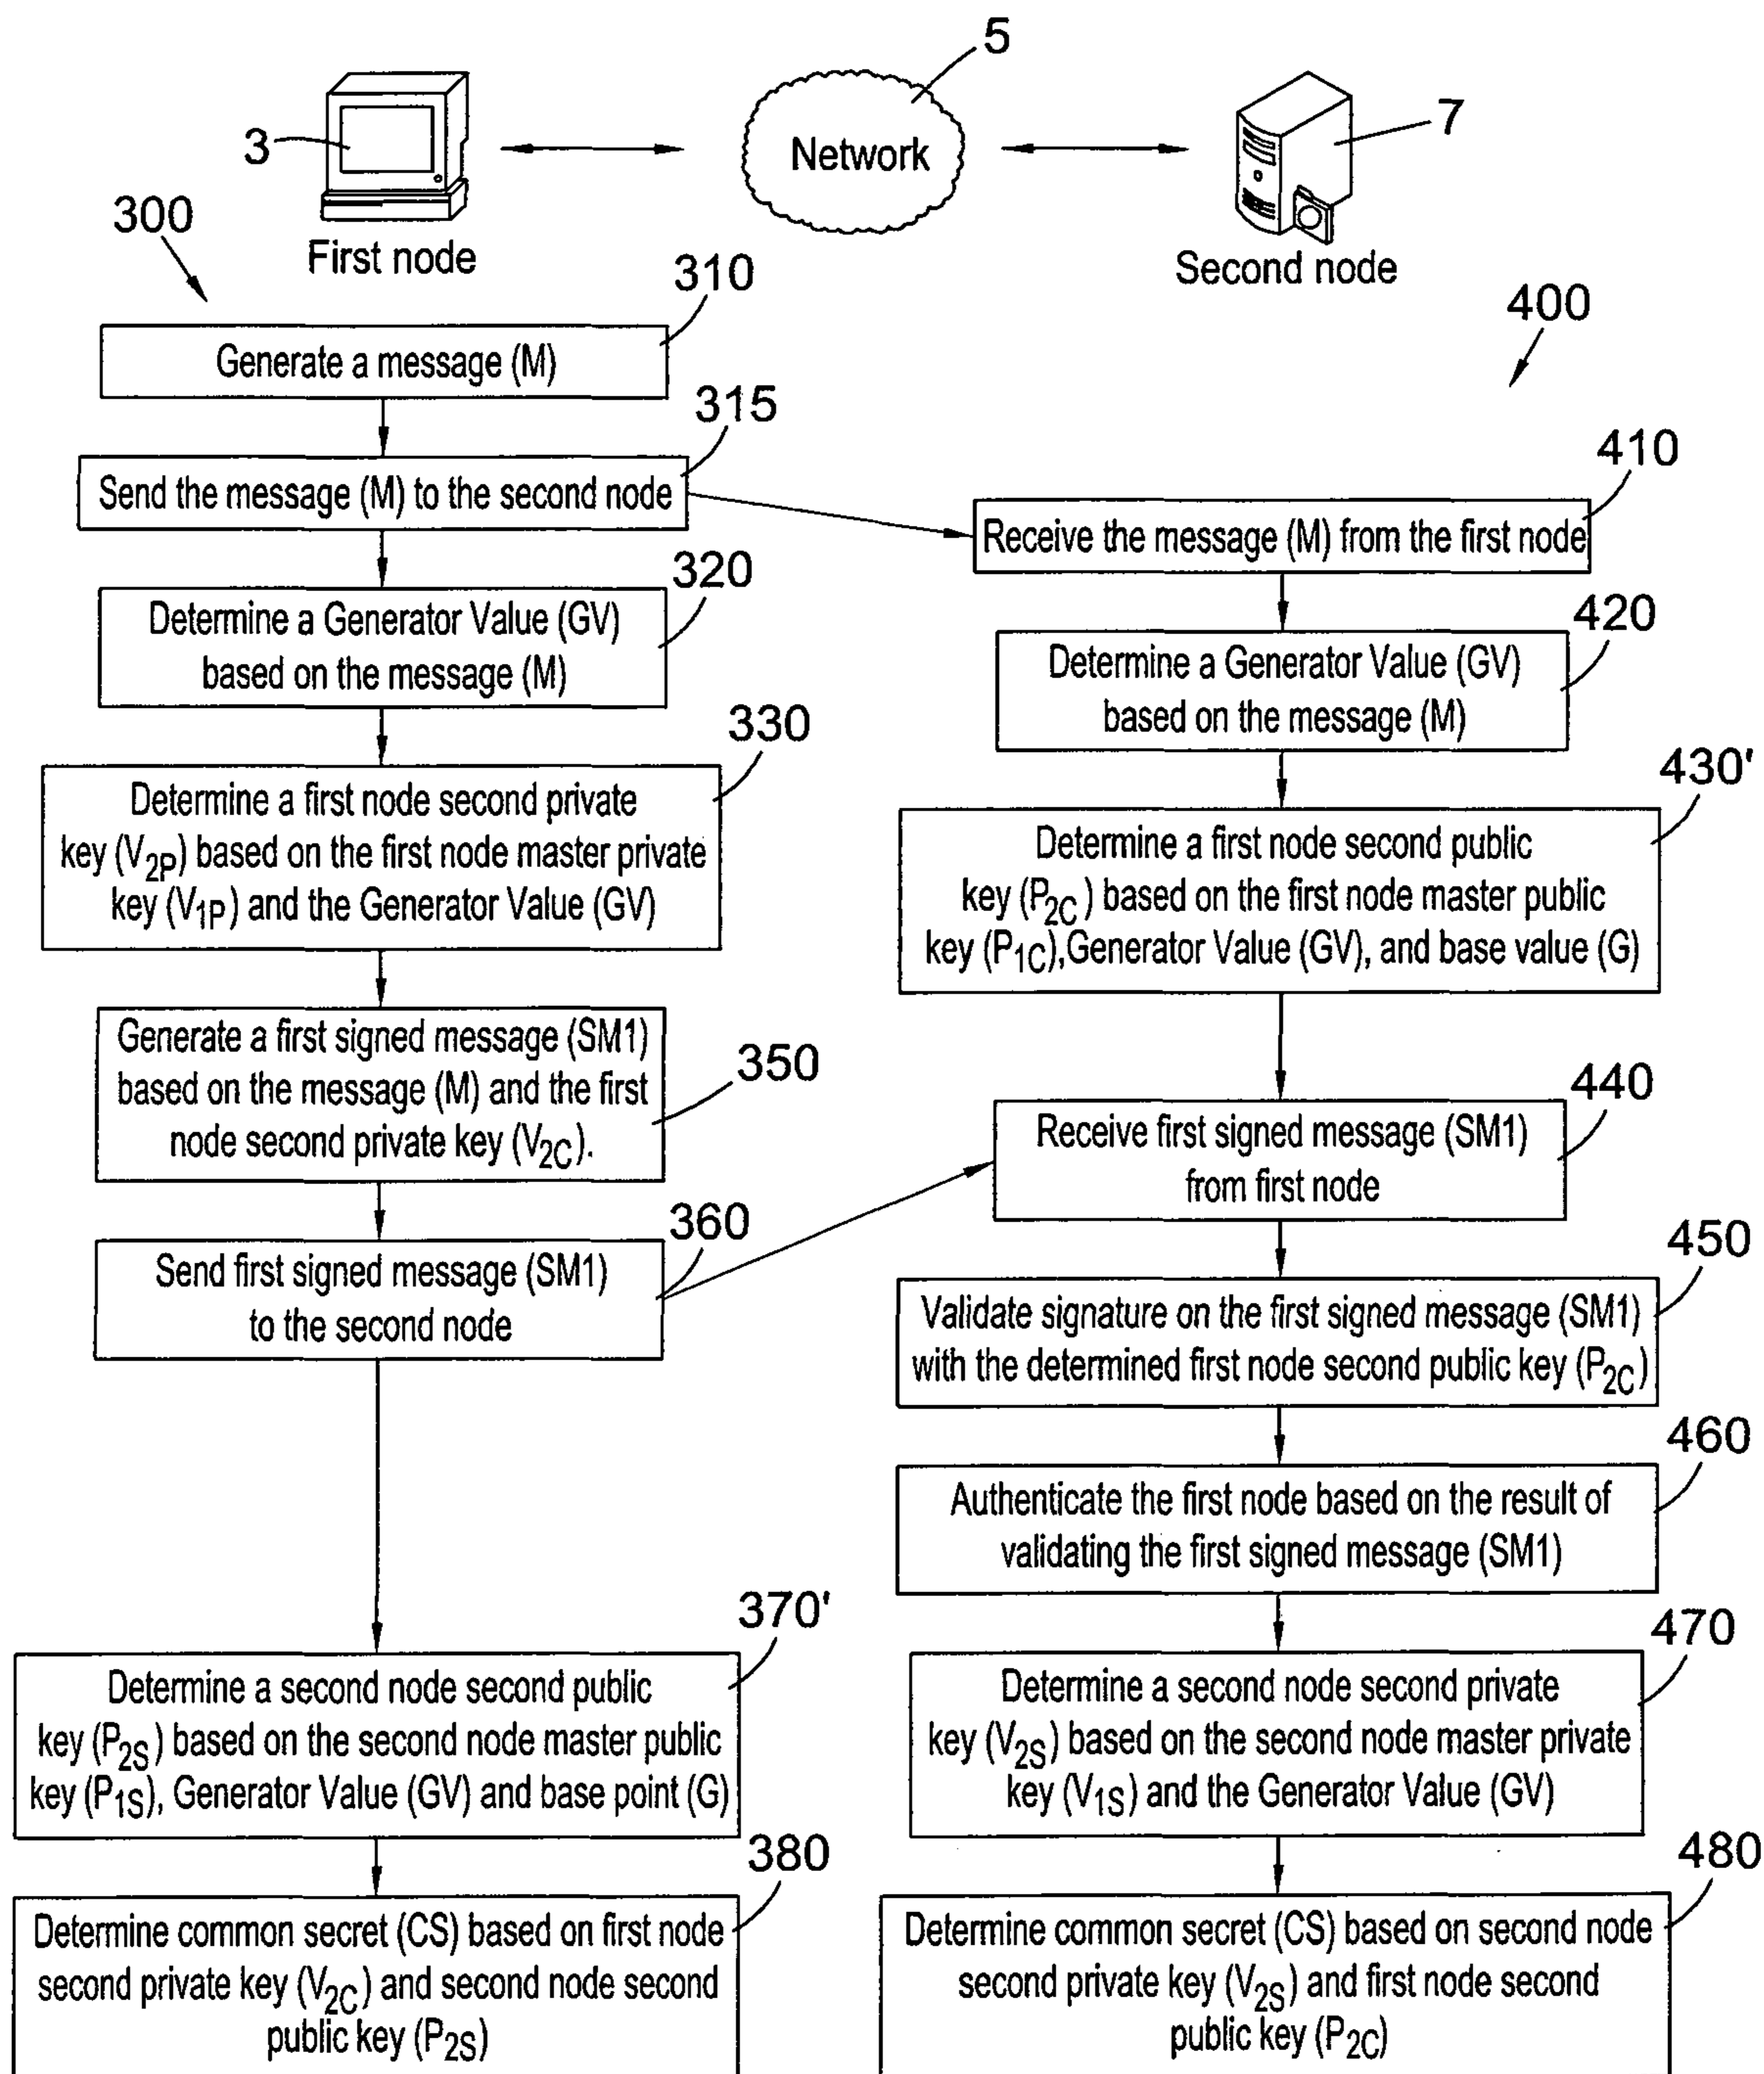 5
3
Network
7
First node
Second node
300
310
400
Generate a message (M)
315
Send the message (M) to the second node
410
Receive the message (M) from the first node
320
Determine a Generator Value (GV)
based on the message (M)
420
Determine a Generator Value (GV)
based on the message (M)
330
Determine a first node second private
key (V2P) based on the first node master private
key (V1P) and the Generator Value (GV)
430'
Determine a first node second public
key (P2C) based on the first node master public
key (P1C),Generator Value (GV), and base value (G)
350
Generate a first signed message (SM1)
based on the message (M) and the first
node second private key (V2C).
440
Receive first signed message (SM1)
from first node
360
Send first signed message (SM1)
to the second node
450
Validate signature on the first signed message (SM1)
with the determined first node second public key (P2C)
460
Authenticate the first node based on the result of
validating the first signed message (SM1)
370'
Determine a second node second public
key (P2S) based on the second node master public
key (P1S), Generator Value (GV) and base point (G)
470
Determine a second node second private
key (V2S) based on the second node master private
key (V1S) and the Generator Value (GV)
380
Determine common secret (CS) based on first node
second private key (V2C) and second node second
public key (P2S)
480
Determine common secret (CS) based on second node
second private key (V2S) and first node second
public key (P2C)